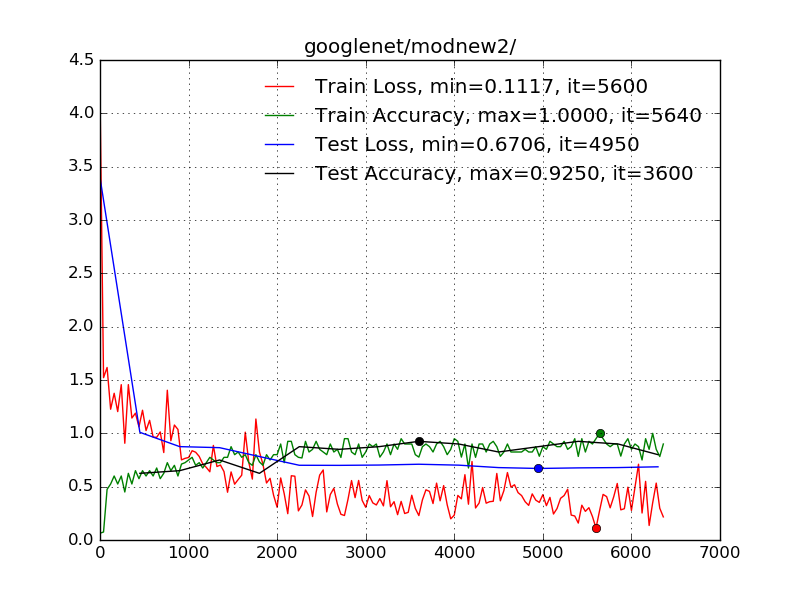 googlenet/modnew2/
Train Loss, min=0.1117, it=5600
Train Accuracy, max=1.0000, it=5640
Test Loss, min=0.6706, it=4950
Test Accuracy, max=0.9250, it=3600
4.5
4.0
3.5
3.0
2.5
2.0
1.5
1.0
0.5
0.0
0 1000 2000 3000 4000 5000 6000 7000